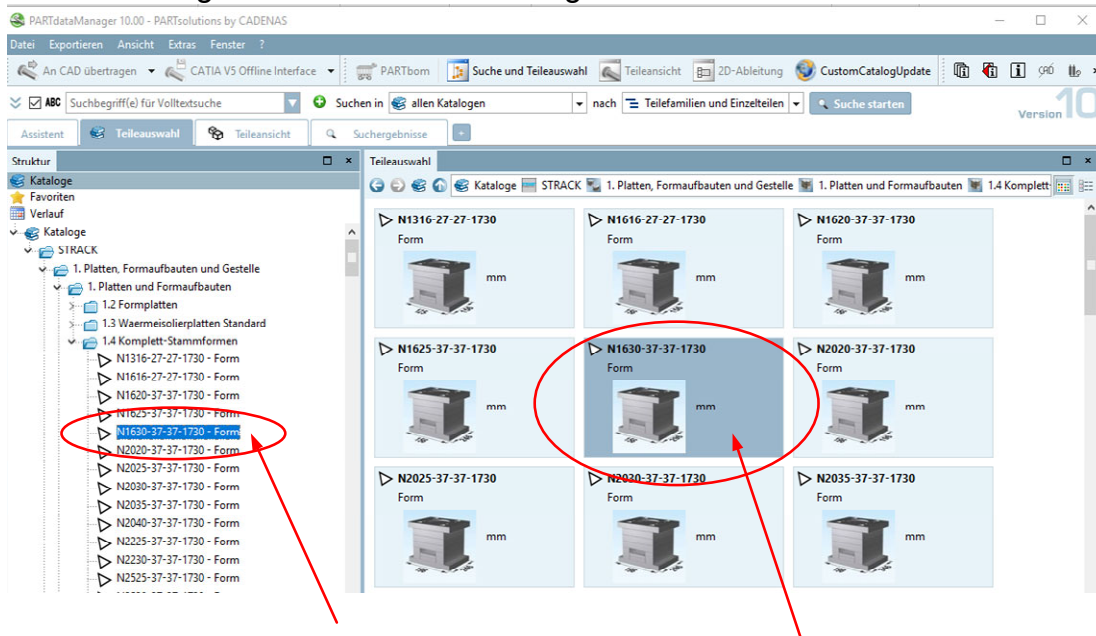 PARTdataManager 10.00 - PARTsolutions by CADENAS
Datei Exportieren Ansicht Extras Fenster ?
An CAD übertragen CATIA V5 Offline Interface PARTbom Suche und Teileauswahl Teileansicht 2D-Ableitung CustomCatalogUpdate
ABC Suchbegriff(e) für Volltextsuche Suchen in allen Katalogen nach Teilefamilien und Einzelteilen Suche starten
Version 10
Assistent Teileauswahl Teileansicht Suchergebnisse
Struktur
Kataloge
Favoriten
Verlauf
Kataloge
STRACK
1. Platten, Formaufbauten und Gestelle
1. Platten und Formaufbauten
1.2 Formplatten
1.3 Waermeisolierplatten Standard
1.4 Komplett-Stammformen
N1316-27-27-1730 - Form
N1616-27-27-1730 - Form
N1620-37-37-1730 - Form
N1625-37-37-1730 - Form
N1630-37-37-1730 - Form
N2020-37-37-1730 - Form
N2025-37-37-1730 - Form
N2030-37-37-1730 - Form
N2035-37-37-1730 - Form
N2040-37-37-1730 - Form
N2225-37-37-1730 - Form
N2230-37-37-1730 - Form
N2525-37-37-1730 - Form
Teileauswahl
Kataloge STRACK 1. Platten, Formaufbauten und Gestelle 1. Platten und Formaufbauten 1.4 Komplett
N1316-27-27-1730
Form
mm
N1616-27-27-1730
Form
mm
N1620-37-37-1730
Form
mm
N1625-37-37-1730
Form
mm
N1630-37-37-1730
Form
mm
N2020-37-37-1730
Form
mm
N2025-37-37-1730
Form
mm
N2030-37-37-1730
Form
mm
N2035-37-37-1730
Form
mm